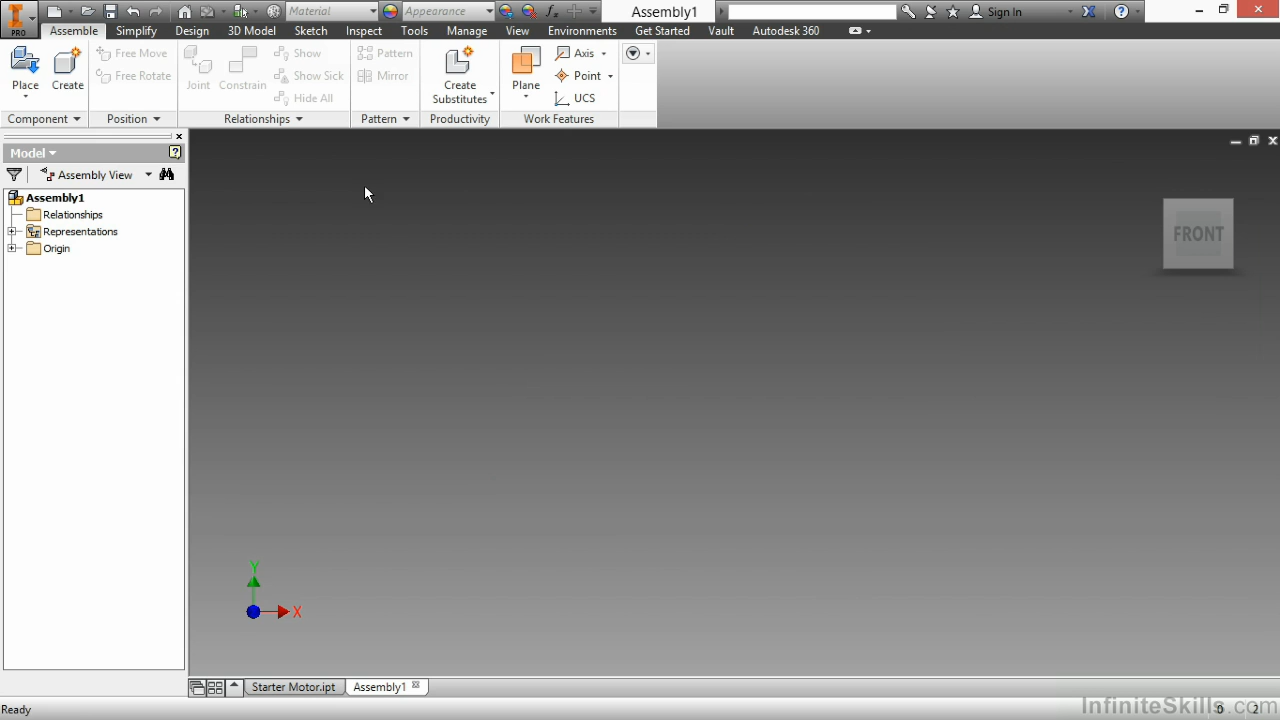 Material
Appearance
Assembly1
Sign In
PRO
Assemble
Simplify
Design
3D Model
Sketch
Inspect
Tools
Manage
View
Environments
Get Started
Vault
Autodesk 360
Place
Create
Free Move
Free Rotate
Joint
Constrain
Show
Show Sick
Hide All
Pattern
Mirror
Create
Substitutes
Plane
Axis
Point
UCS
Component
Position
Relationships
Pattern
Productivity
Work Features
Model
Assembly View
Assembly1
Relationships
Representations
Origin
FRONT
Y
X
Starter Motor.ipt
Assembly1
Ready
0
2
InfiniteSkills.com